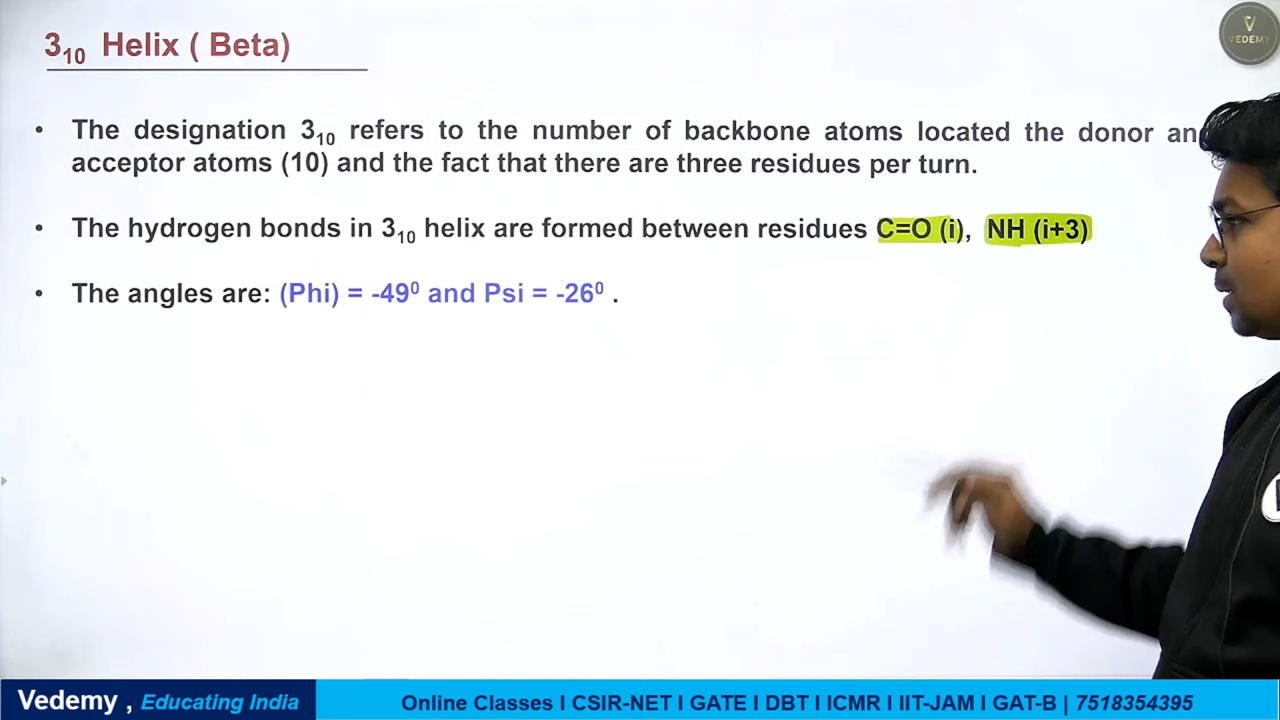 3₁₀ Helix ( Beta)
VEDEMY
• The designation 3₁₀ refers to the number of backbone atoms located the donor an
acceptor atoms (10) and the fact that there are three residues per turn.
• The hydrogen bonds in 3₁₀ helix are formed between residues C=O (i), NH (i+3)
• The angles are: (Phi) = -49⁰ and Psi = -26⁰ .
Vedemy , Educating India
Online Classes I CSIR-NET I GATE I DBT I ICMR I IIT-JAM I GAT-B | 7518354395